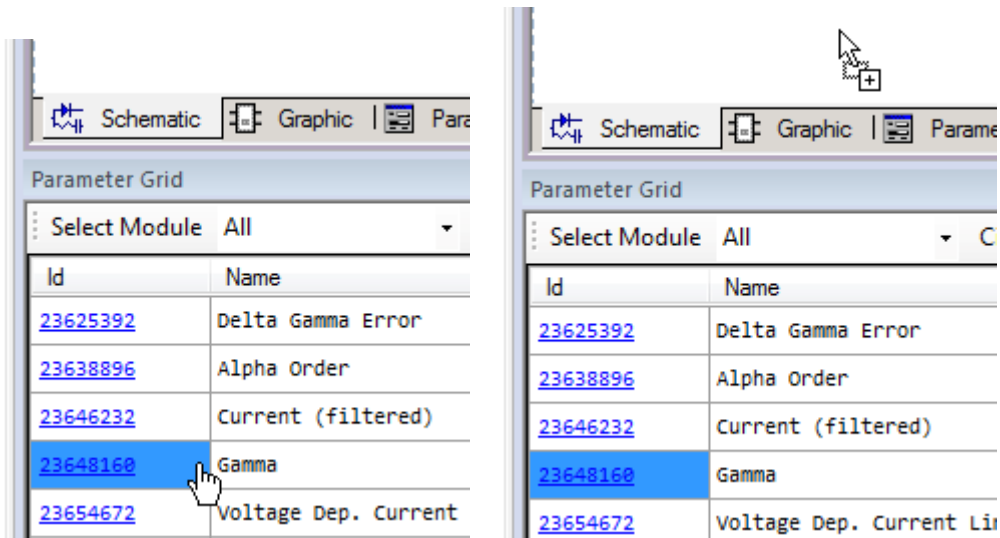 Schematic Graphic Para
Parameter Grid
Select Module All
Id Name
23625392 Delta Gamma Error
23638896 Alpha Order
23646232 Current (filtered)
23648160 Gamma
23654672 Voltage Dep. Current
Schematic Graphic Parame
Parameter Grid
Select Module All Ci
Id Name
23625392 Delta Gamma Error
23638896 Alpha Order
23646232 Current (filtered)
23648160 Gamma
23654672 Voltage Dep. Current Lim